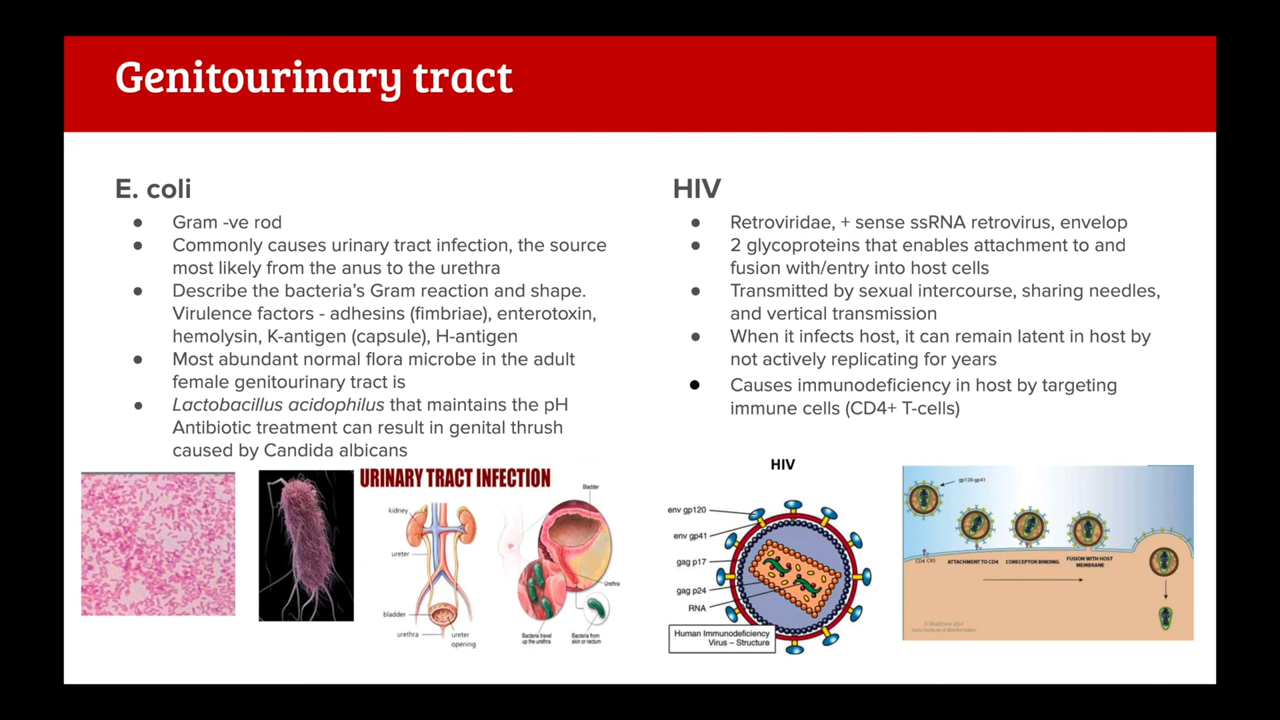 Genitourinary tract
E. coli
● Gram -ve rod
● Commonly causes urinary tract infection, the source
most likely from the anus to the urethra
● Describe the bacteria's Gram reaction and shape.
Virulence factors - adhesins (fimbriae), enterotoxin,
hemolysin, K-antigen (capsule), H-antigen
● Most abundant normal flora microbe in the adult
female genitourinary tract is
● Lactobacillus acidophilus that maintains the pH
Antibiotic treatment can result in genital thrush
caused by Candida albicans
HIV
● Retroviridae, + sense ssRNA retrovirus, envelop
● 2 glycoproteins that enables attachment to and
fusion with/entry into host cells
● Transmitted by sexual intercourse, sharing needles,
and vertical transmission
● When it infects host, it can remain latent in host by
not actively replicating for years
● Causes immunodeficiency in host by targeting
immune cells (CD4+ T-cells)
URINARY TRACT INFECTION
kidney
ureter
bladder
urethra
ureter
opening
Bladder
Urethra
Bacteria travel
up the urethra
Bacteria from
skin or rectum
HIV
env gp120
env gp41
gag p17
gag p24
RNA
Human Immunodeficiency
Virus – Structure
gp120-gp41
CD4
ATTACHMENT TO CD4
CORECEPTOR BINDING
FUSION WITH HOST
MEMBRANE